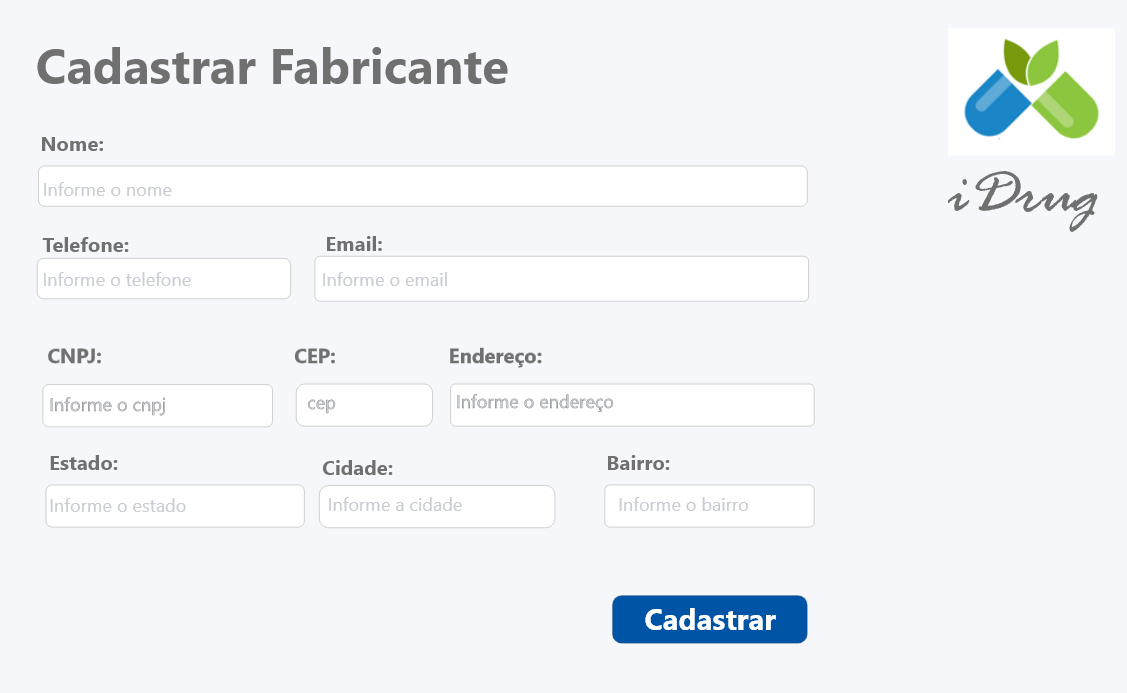 Cadastrar Fabricante
iDrug
Nome:
Informe o nome
Telefone: Email:
Informe o telefone Informe o email
CNPJ: CEP: Endereço:
Informe o cnpj cep Informe o endereço
Estado: Cidade: Bairro:
Informe o estado Informe a cidade Informe o bairro
Cadastrar